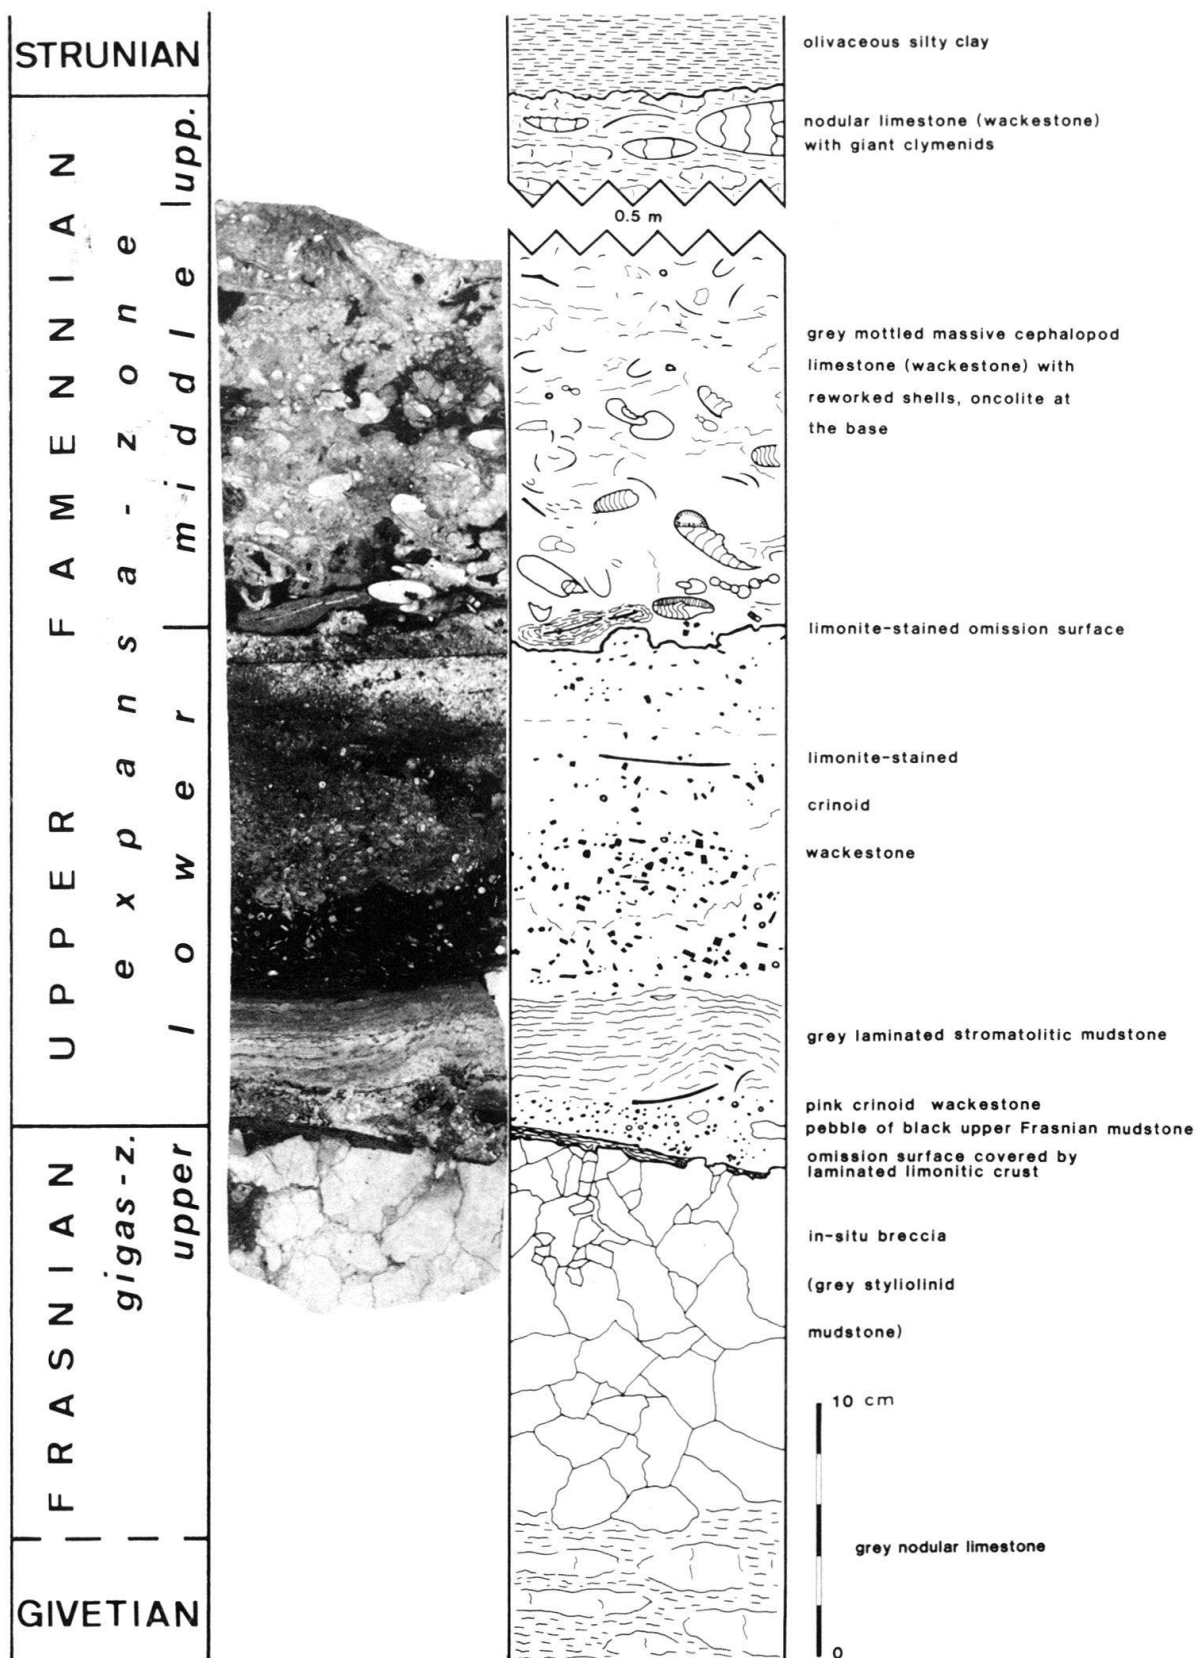 STRUNIAN
UPPER FAMENNIAN
expansa-zone
upp.
middle
lower
FRASNIAN
gigas-z.
upper
GIVETIAN
olivaceous silty clay
nodular limestone (wackestone)
with giant clymenids
0.5 m
grey mottled massive cephalopod
limestone (wackestone) with
reworked shells, oncolite at
the base
limonite-stained omission surface
limonite-stained
crinoid
wackestone
grey laminated stromatolitic mudstone
pink crinoid wackestone
pebble of black upper Frasnian mudstone
omission surface covered by
laminated limonitic crust
in-situ breccia
(grey styliolinid
mudstone)
10 cm
grey nodular limestone
0